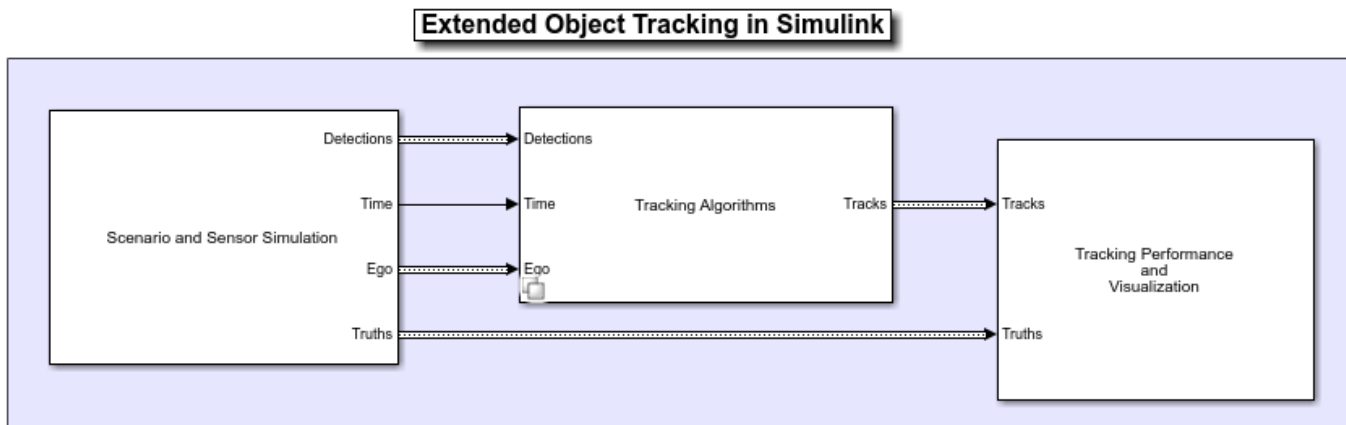 Extended Object Tracking in Simulink
Scenario and Sensor Simulation
Detections
Time
Ego
Truths
Detections
Time
Ego
Tracking Algorithms
Tracks
Tracks
Truths
Tracking Performance
and
Visualization